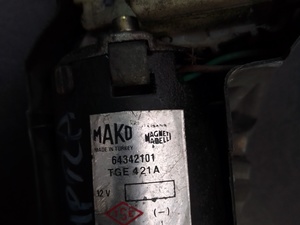 MAKO
MAGNETI
MARELLI
MADE IN TURKEY
64342101
TGE 421A
12 V
(-)